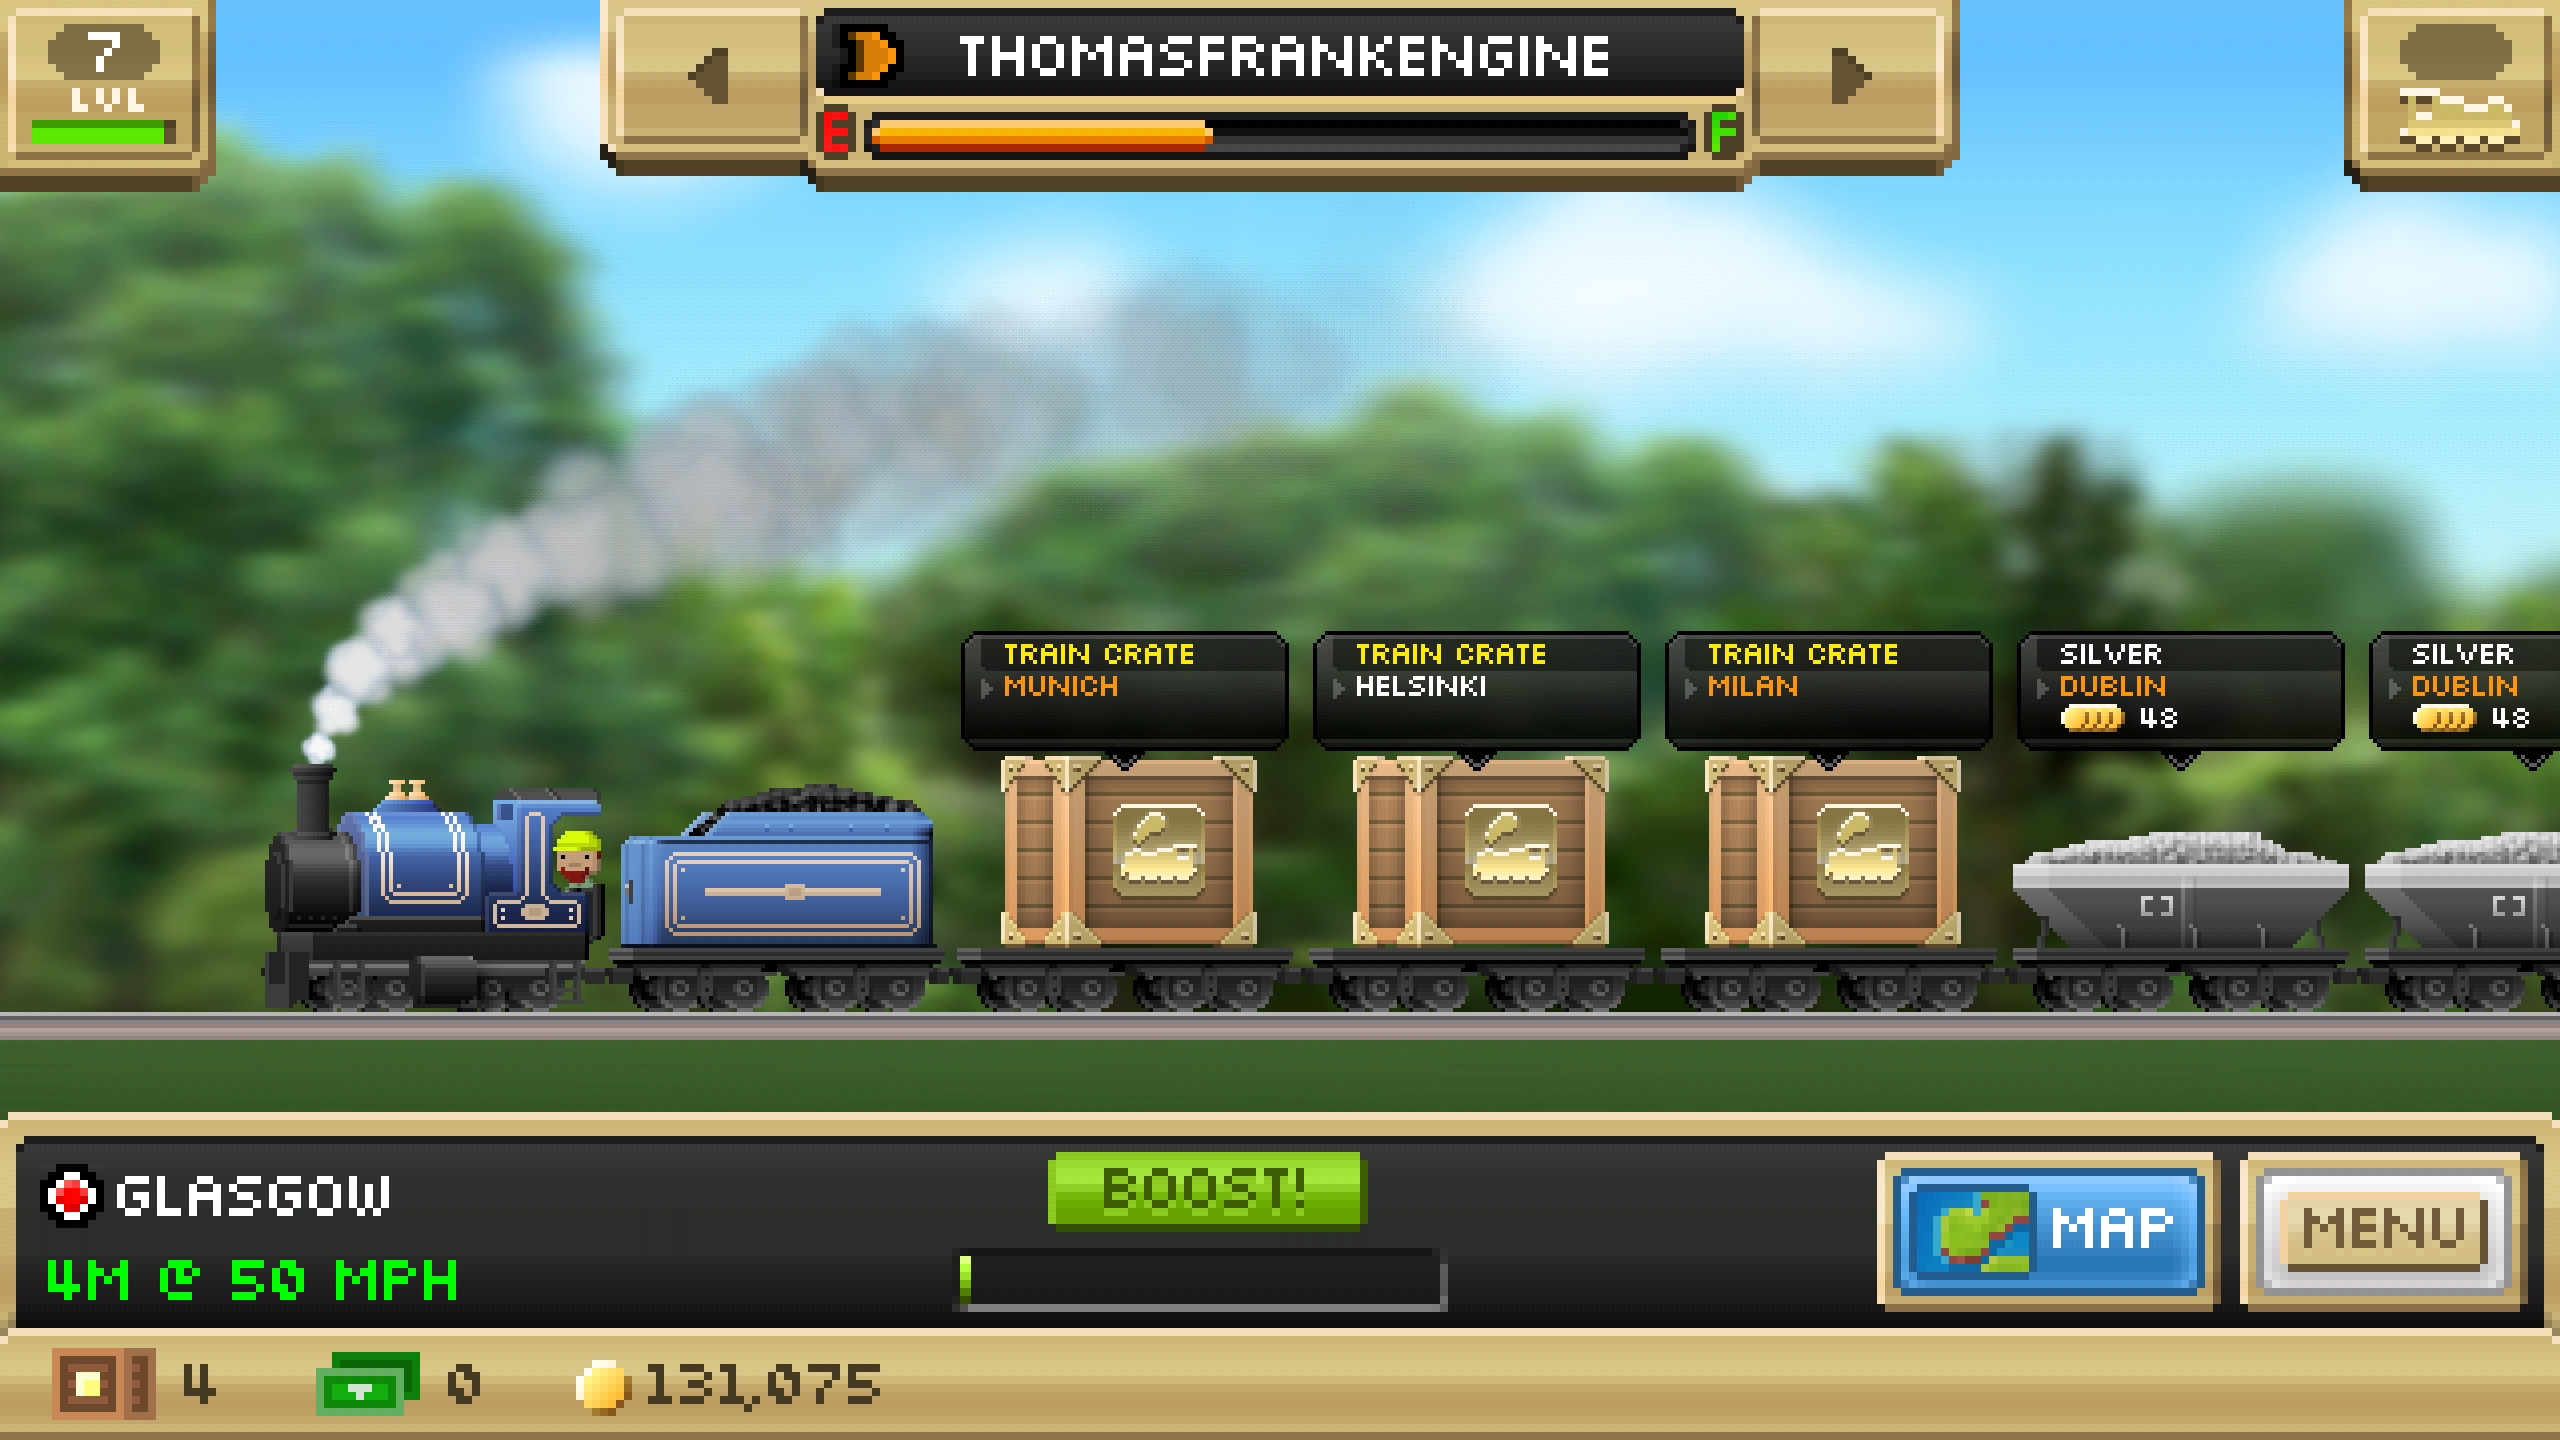 7
LVL
THOMASFRANKENGINE
E
F
TRAIN CRATE
MUNICH
TRAIN CRATE
HELSINKI
TRAIN CRATE
MILAN
SILVER
DUBLIN
48
SILVER
DUBLIN
48
GLASGOW
4M @ 50 MPH
BOOST!
MAP
MENU
4
0
131,075